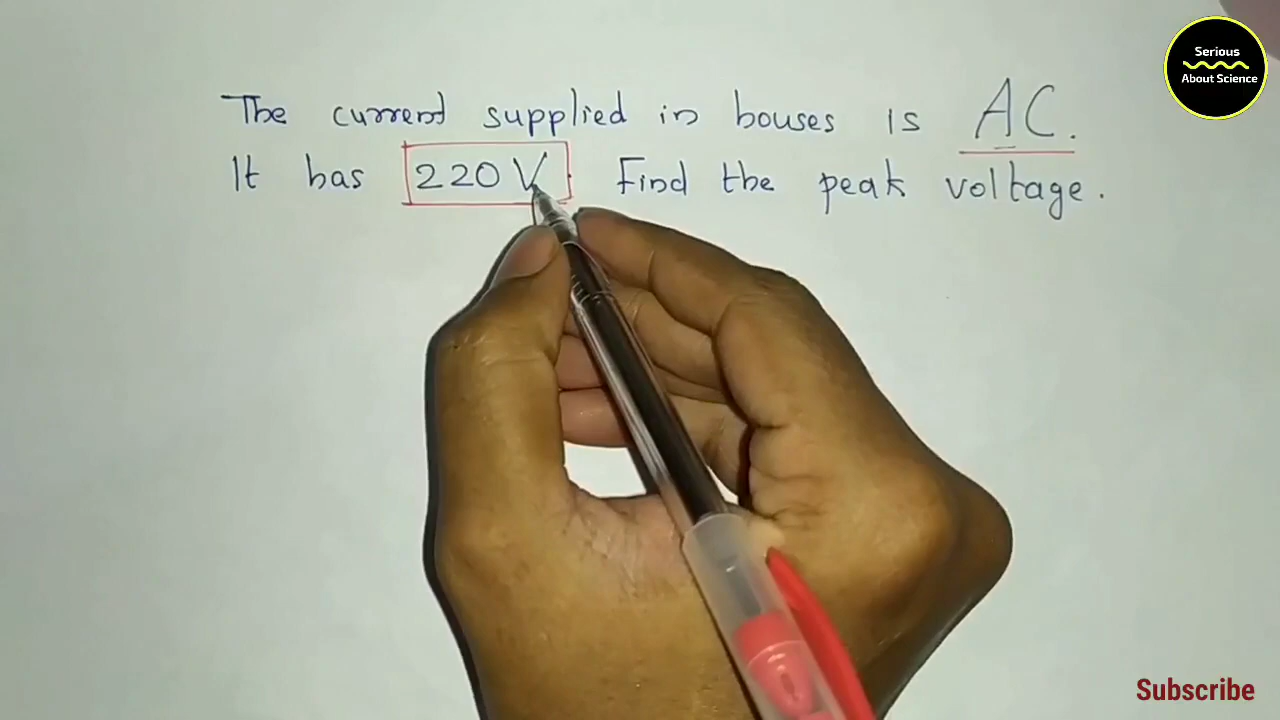 Serious
About Science
The current supplied in houses is AC.
It has 220 V. Find the peak voltage.
Subscribe